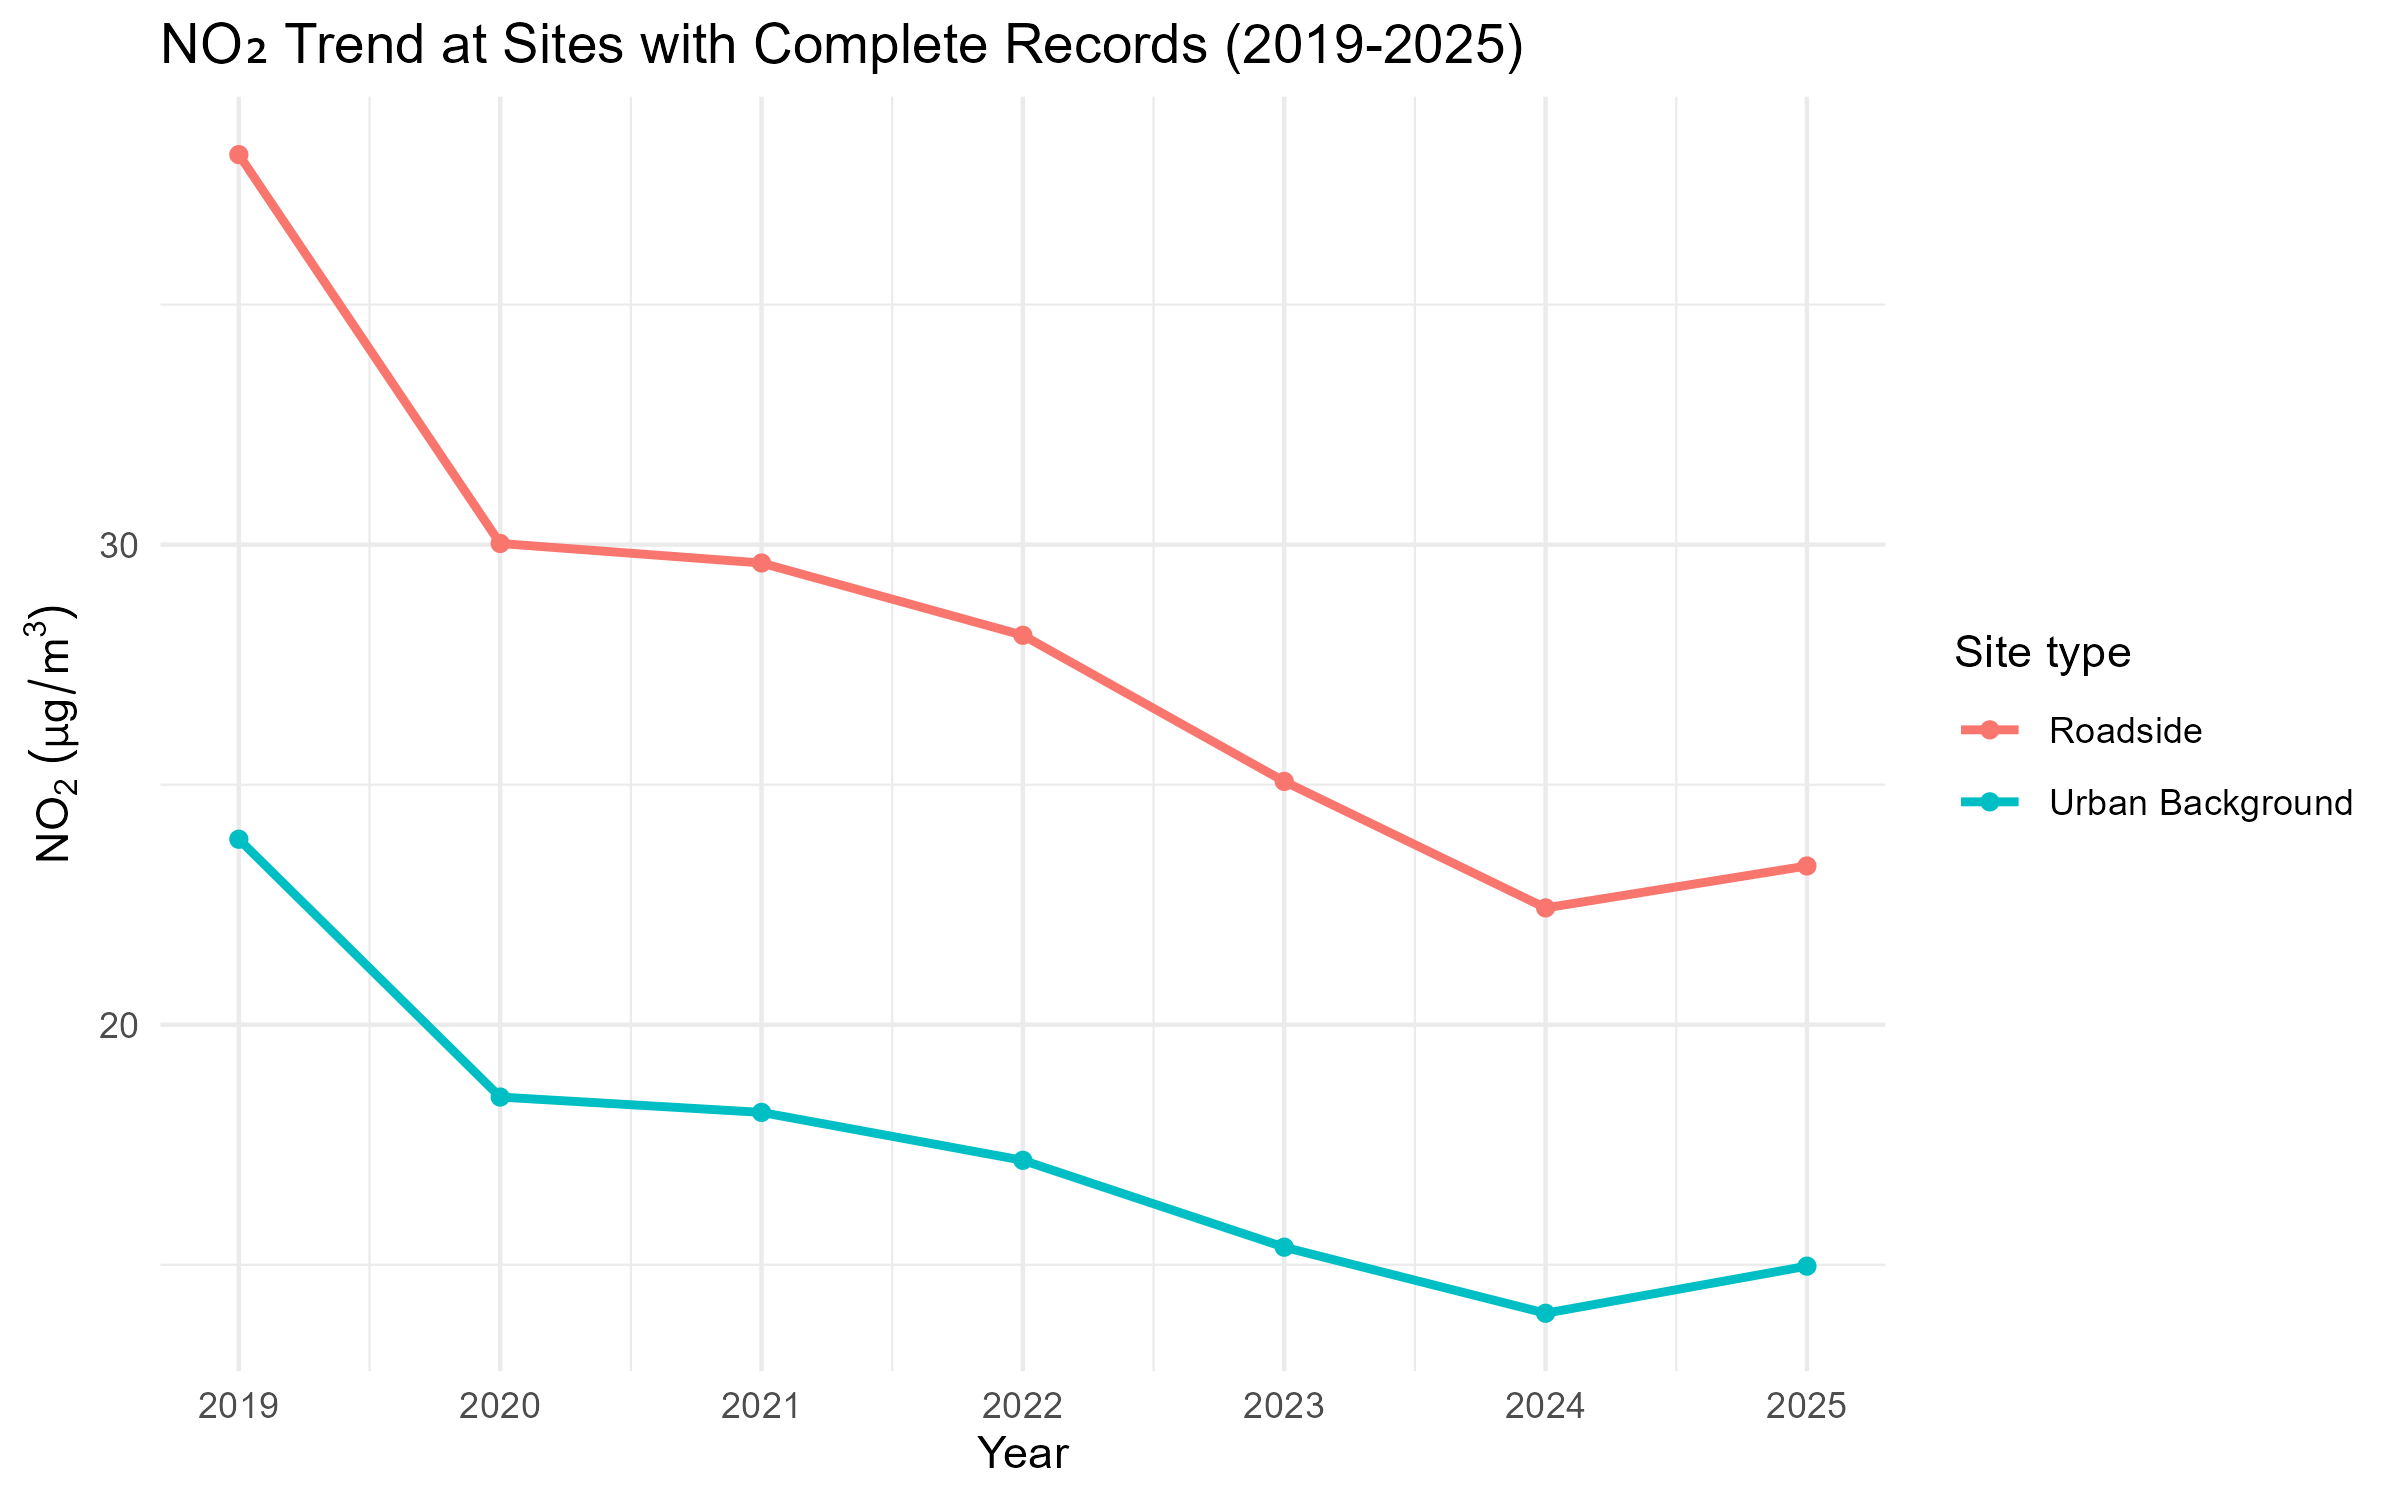 NO₂ Trend at Sites with Complete Records (2019-2025)
30
20
NO₂ (µg/m³)
2019 2020 2021 2022 2023 2024 2025
Year
Site type
Roadside
Urban Background